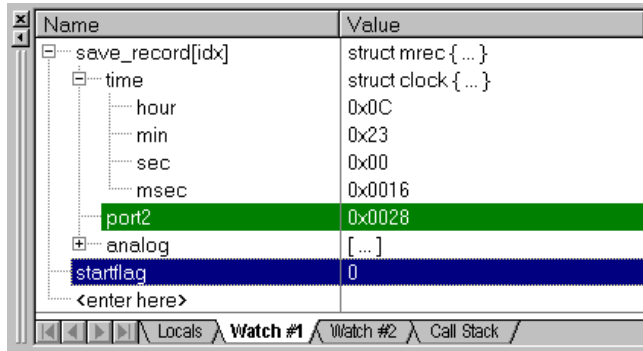 Name Value
save_record[idx] struct mrec { ... }
time struct clock { ... }
hour 0x0C
min 0x23
sec 0x00
msec 0x0016
port2 0x0028
analog [ ... ]
startflag 0
<enter here>
Locals Watch #1 Watch #2 Call Stack